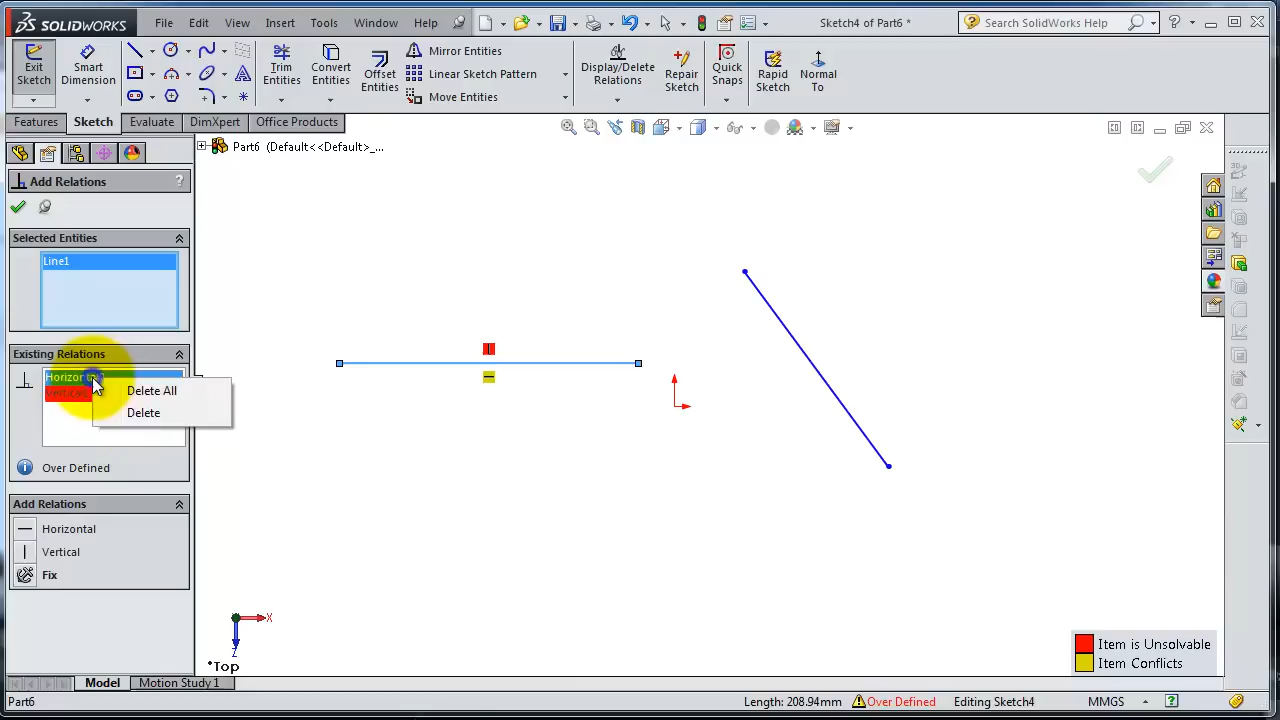 SOLIDWORKS
File Edit View Insert Tools Window Help
Sketch4 of Part6 *
Search SolidWorks Help
Exit Sketch
Smart Dimension
Trim Entities
Convert Entities
Offset Entities
Mirror Entities
Linear Sketch Pattern
Move Entities
Display/Delete Relations
Repair Sketch
Quick Snaps
Rapid Sketch
Normal To
Features Sketch Evaluate DimXpert Office Products
Part6 (Default<<Default>_...
Add Relations ?
Selected Entities
Line1
Existing Relations
Delete All
Delete
Over Defined
Add Relations
Horizontal
Vertical
Fix
X
Z
*Top
Item is Unsolvable
Item Conflicts
Model Motion Study 1
Part6 Length: 208.94mm Over Defined Editing Sketch4 MMGS